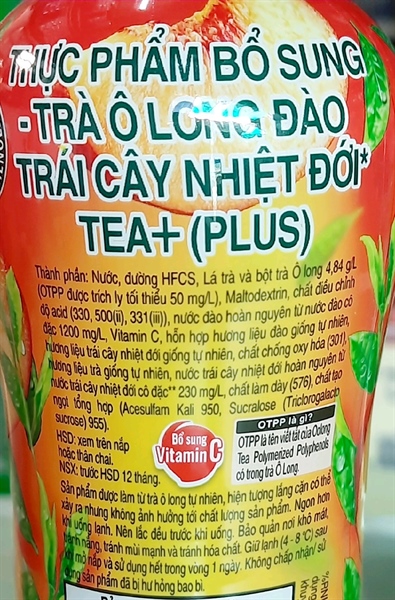 THỰC PHẨM BỔ SUNG
- TRÀ Ô LONG ĐÀO
TRÁI CÂY NHIỆT ĐỚI*
TEA+ (PLUS)
Thành phần: Nước, đường HFCS, Lá trà và bột trà Ô long 4,84 g/L
(OTPP được trích ly tối thiểu 50 mg/L), Maltodextrin, chất điều chỉnh
độ acid (330, 500(ii), 331(iii)), nước đào hoàn nguyên từ nước đào cô
đặc 1200 mg/L, Vitamin C, hỗn hợp hương liệu đào giống tự nhiên,
hương liệu trái cây nhiệt đới giống tự nhiên, chất chống oxy hóa (301),
hương liệu trà giống tự nhiên, nước trái cây nhiệt đới hoàn nguyên từ
nước trái cây nhiệt đới cô đặc** 230 mg/L, chất làm dày (576), chất tạo
ngọt tổng hợp (Acesulfam Kali 950, Sucralose (Triclorogalacto
sucrose) 955).
HSD: xem trên nắp
hoặc thân chai.
NSX: trước HSD 12 tháng.
Bổ sung
Vitamin C
OTPP là gì?
OTPP là tên viết tắt của Oolong
Tea Polymerized Polyphenols
có trong trà Ô Long.
Sản phẩm được làm từ trà ô long tự nhiên, hiện tượng lắng cặn có thể
xảy ra nhưng không ảnh hưởng tới chất lượng sản phẩm. Ngon hơn
khi uống lạnh. Nên lắc đều trước khi uống. Bảo quản nơi khô mát,
tránh nắng, tránh mùi mạnh và tránh hóa chất. Giữ lạnh (4 - 8°C) sau
khi mở nắp và sử dụng hết trong vòng 1 ngày. Không chấp nhận/ sử
dụng sản phẩm đã bị hư hỏng bao bì.